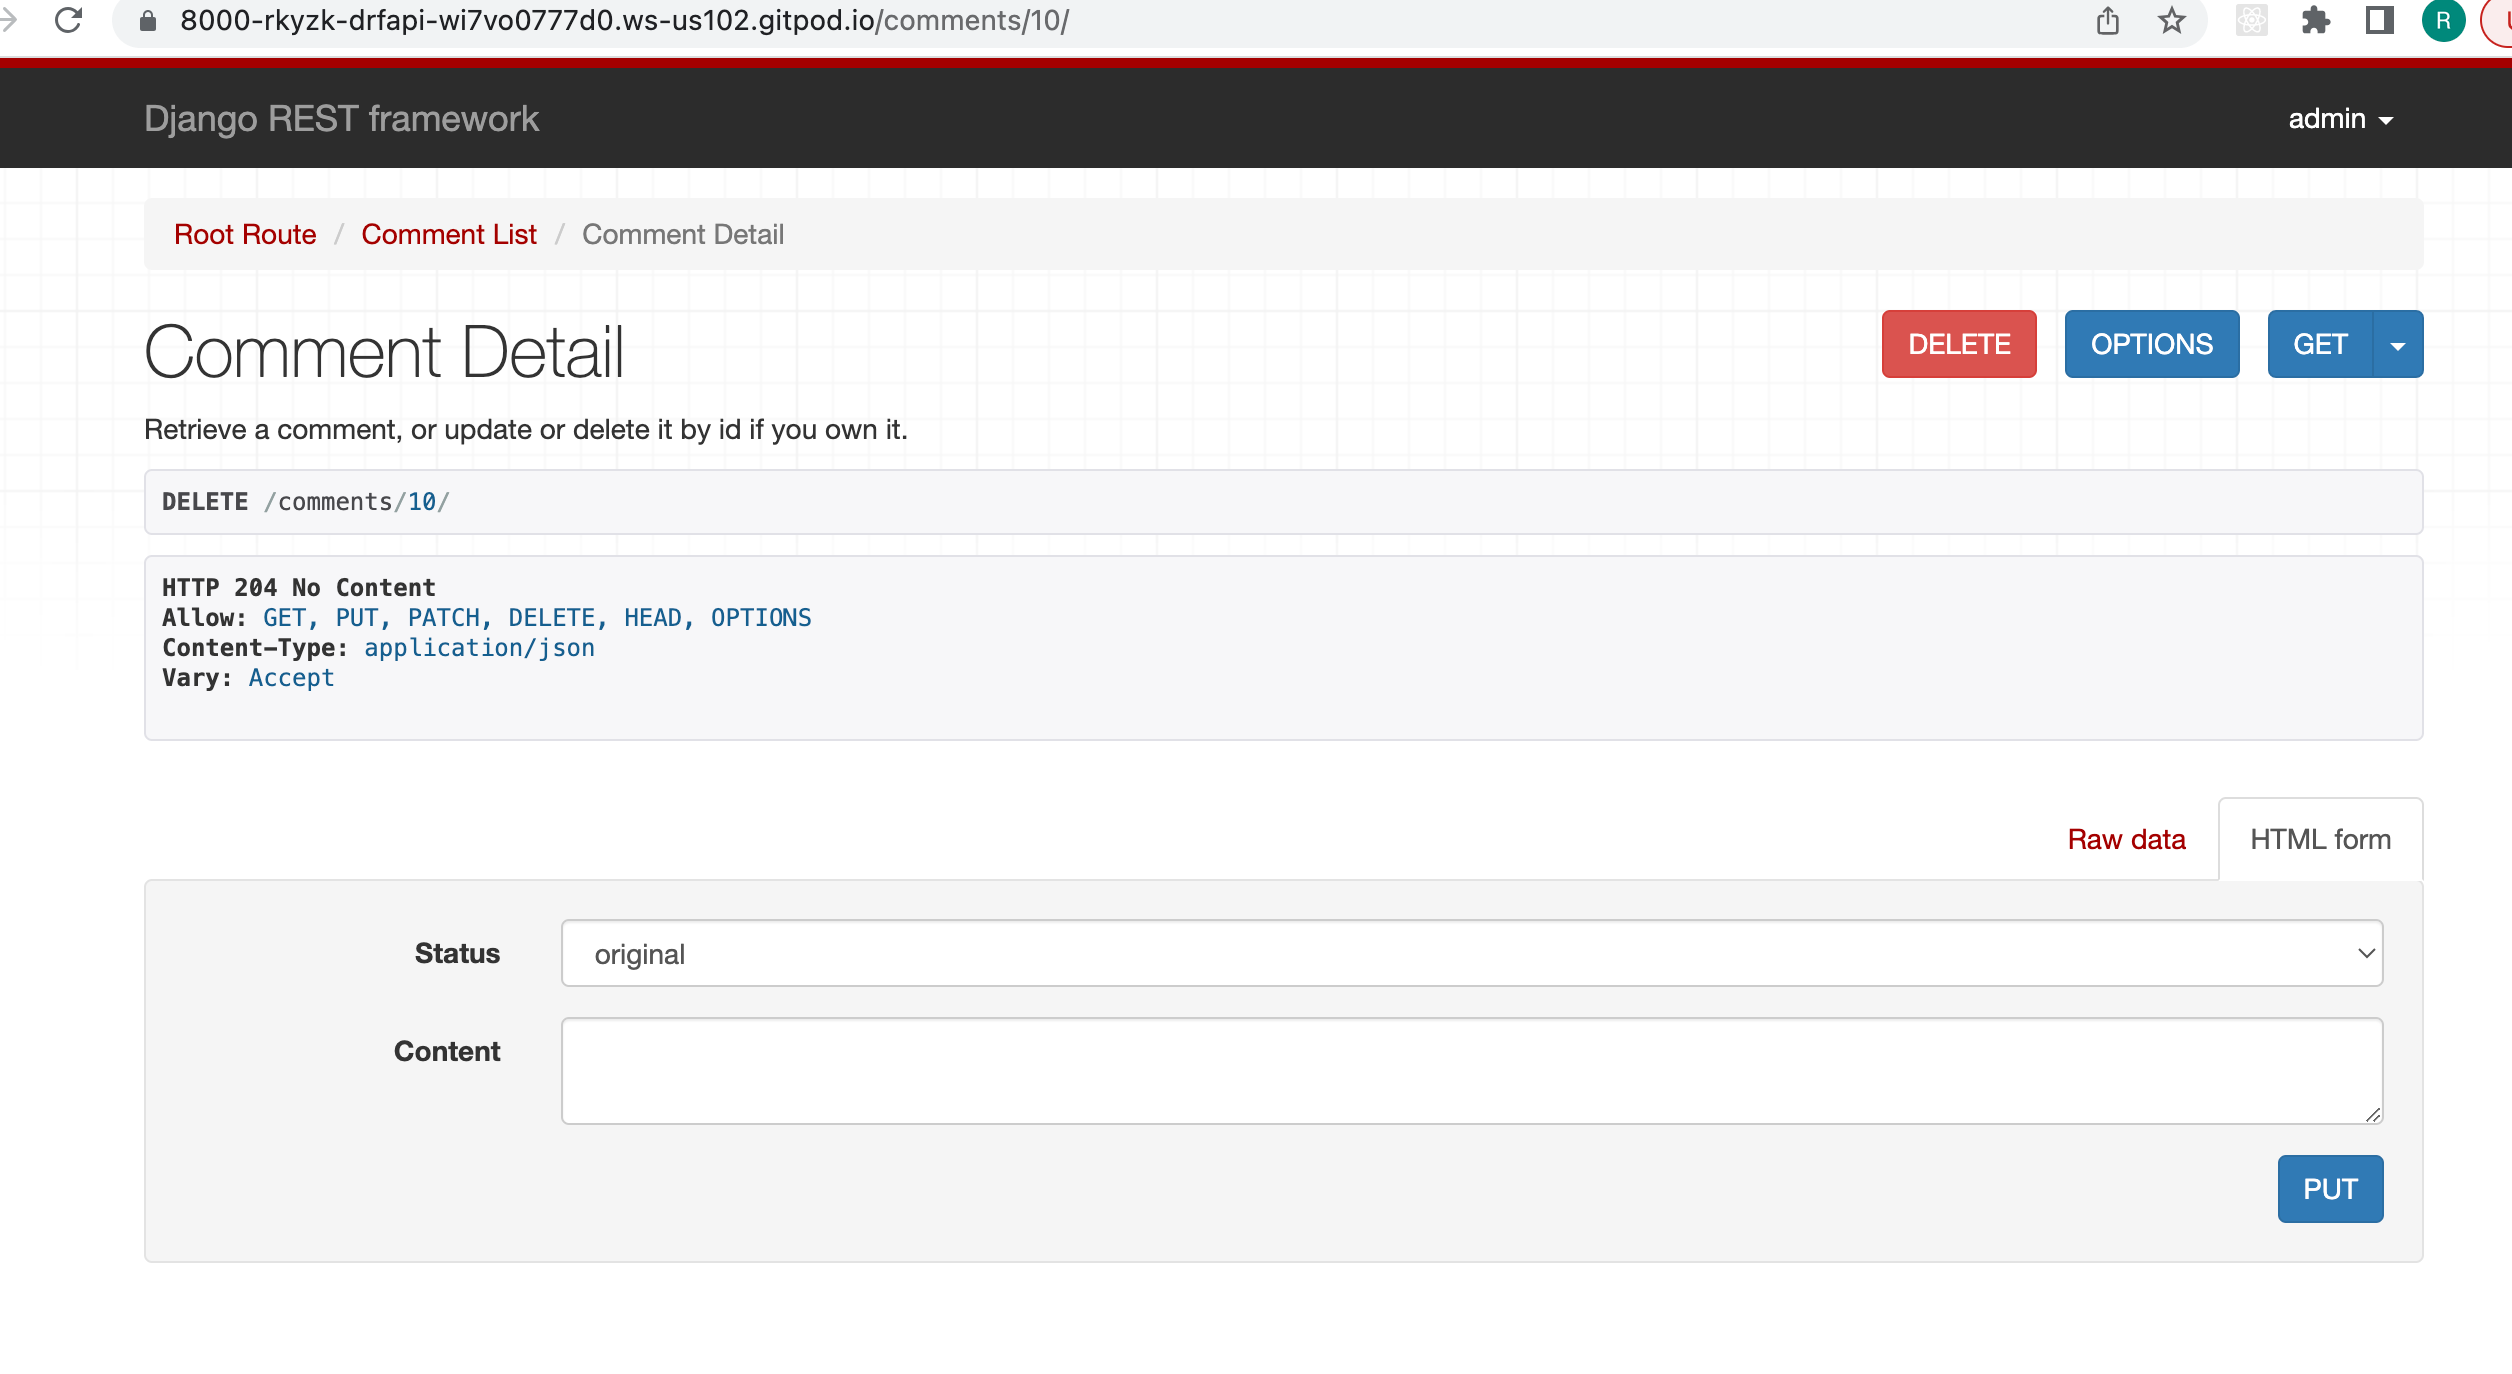 8000-rkyzk-drfapi-wi7vo0777d0.ws-us102.gitpod.io/comments/10/
R
Django REST framework
admin
Root Route / Comment List / Comment Detail
Comment Detail
DELETE
OPTIONS
GET
Retrieve a comment, or update or delete it by id if you own it.
DELETE /comments/10/
HTTP 204 No Content
Allow: GET, PUT, PATCH, DELETE, HEAD, OPTIONS
Content-Type: application/json
Vary: Accept
Raw data
HTML form
Status
original
Content
PUT